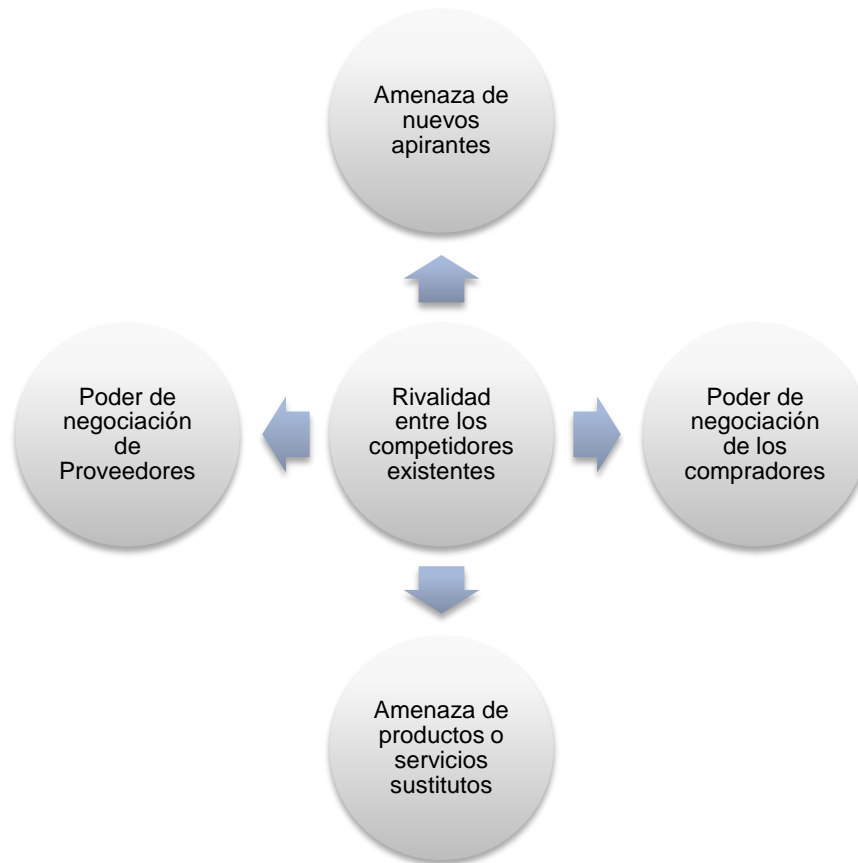 Amenaza de
nuevos
apirantes
Poder de
negociación
de
Proveedores
Rivalidad
entre los
competidores
existentes
Poder de
negociación
de los
compradores
Amenaza de
productos o
servicios
sustitutos